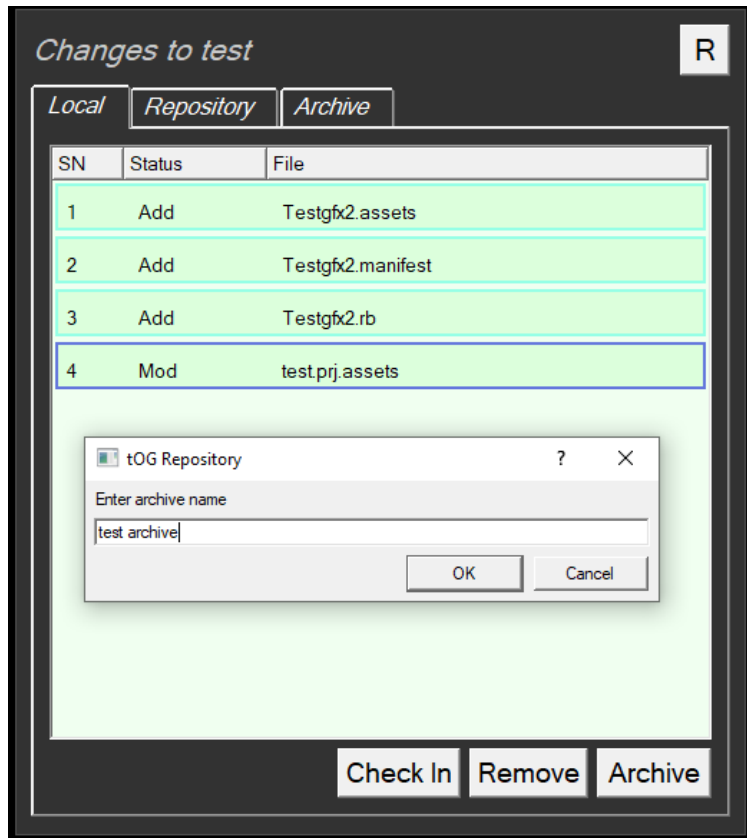 Changes to test
R
Local Repository Archive
SN Status File
1 Add Testgfx2.assets
2 Add Testgfx2.manifest
3 Add Testgfx2.rb
4 Mod test.prj.assets
tOG Repository ? X
Enter archive name
test archive
OK Cancel
Check In Remove Archive